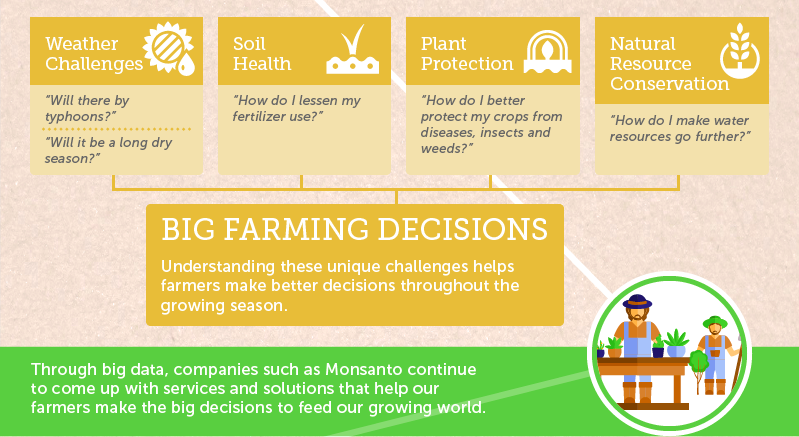 Weather
Challenges
“Will there by
typhoons?”
“Will it be a long dry
season?”
Soil
Health
“How do I lessen my
fertilizer use?”
Plant
Protection
“How do I better
protect my crops from
diseases, insects and
weeds?”
Natural
Resource
Conservation
“How do I make water
resources go further?”
BIG FARMING DECISIONS
Understanding these unique challenges helps
farmers make better decisions throughout the
growing season.
Through big data, companies such as Monsanto continue
to come up with services and solutions that help our
farmers make the big decisions to feed our growing world.